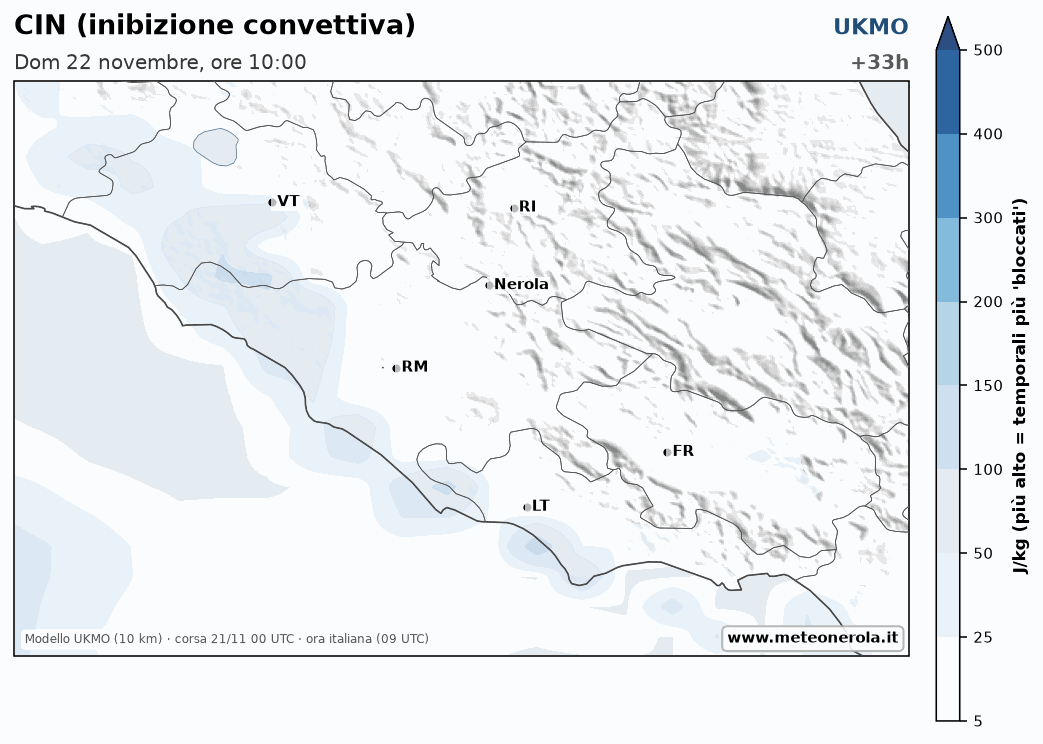 CIN (inibizione convettiva)
UKMO
Dom 22 novembre, ore 10:00
+33h
500
400
300
200
150
100
50
25
5
J/kg (più alto = temporali più 'bloccati')
VT
RI
Nerola
RM
FR
LT
Modello UKMO (10 km) · corsa 21/11 00 UTC · ora italiana (09 UTC)
www.meteonerola.it